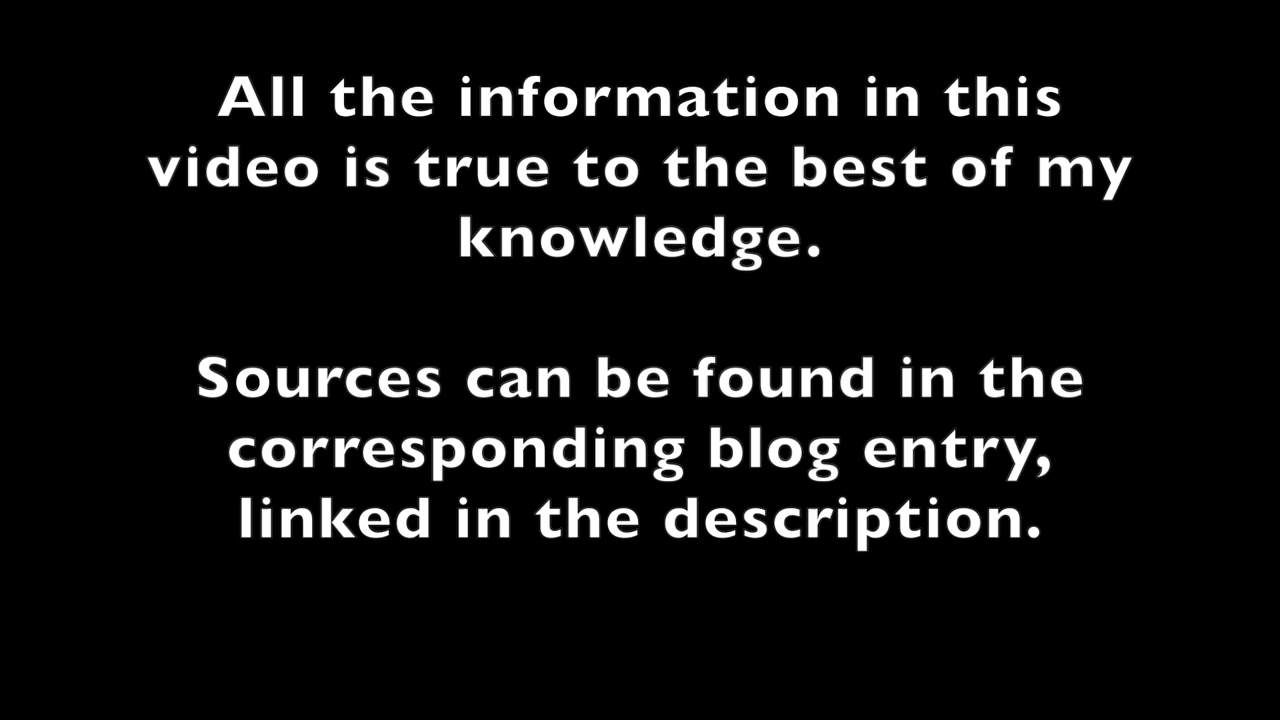 All the information in this
video is true to the best of my
knowledge.
Sources can be found in the
corresponding blog entry,
linked in the description.